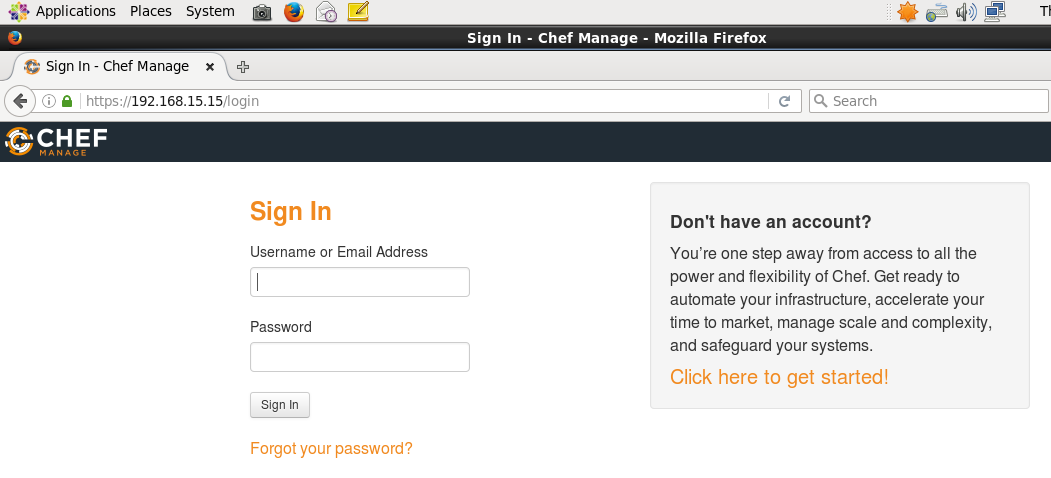 Applications Places System
Th
Sign In - Chef Manage - Mozilla Firefox
Sign In - Chef Manage
https://192.168.15.15/login
Search
CHEF
MANAGE
Sign In
Username or Email Address
Password
Sign In
Forgot your password?
Don't have an account?
You’re one step away from access to all the
power and flexibility of Chef. Get ready to
automate your infrastructure, accelerate your
time to market, manage scale and complexity,
and safeguard your systems.
Click here to get started!